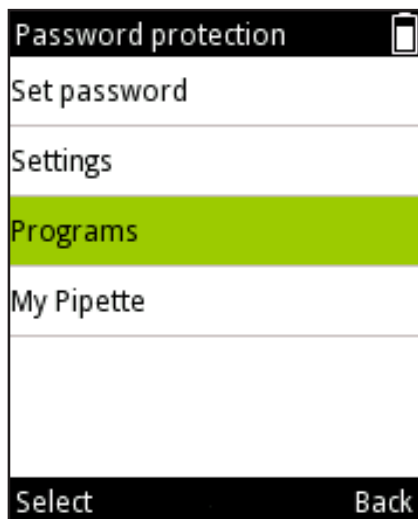 Password protection
Set password
Settings
Programs
My Pipette
Select Back